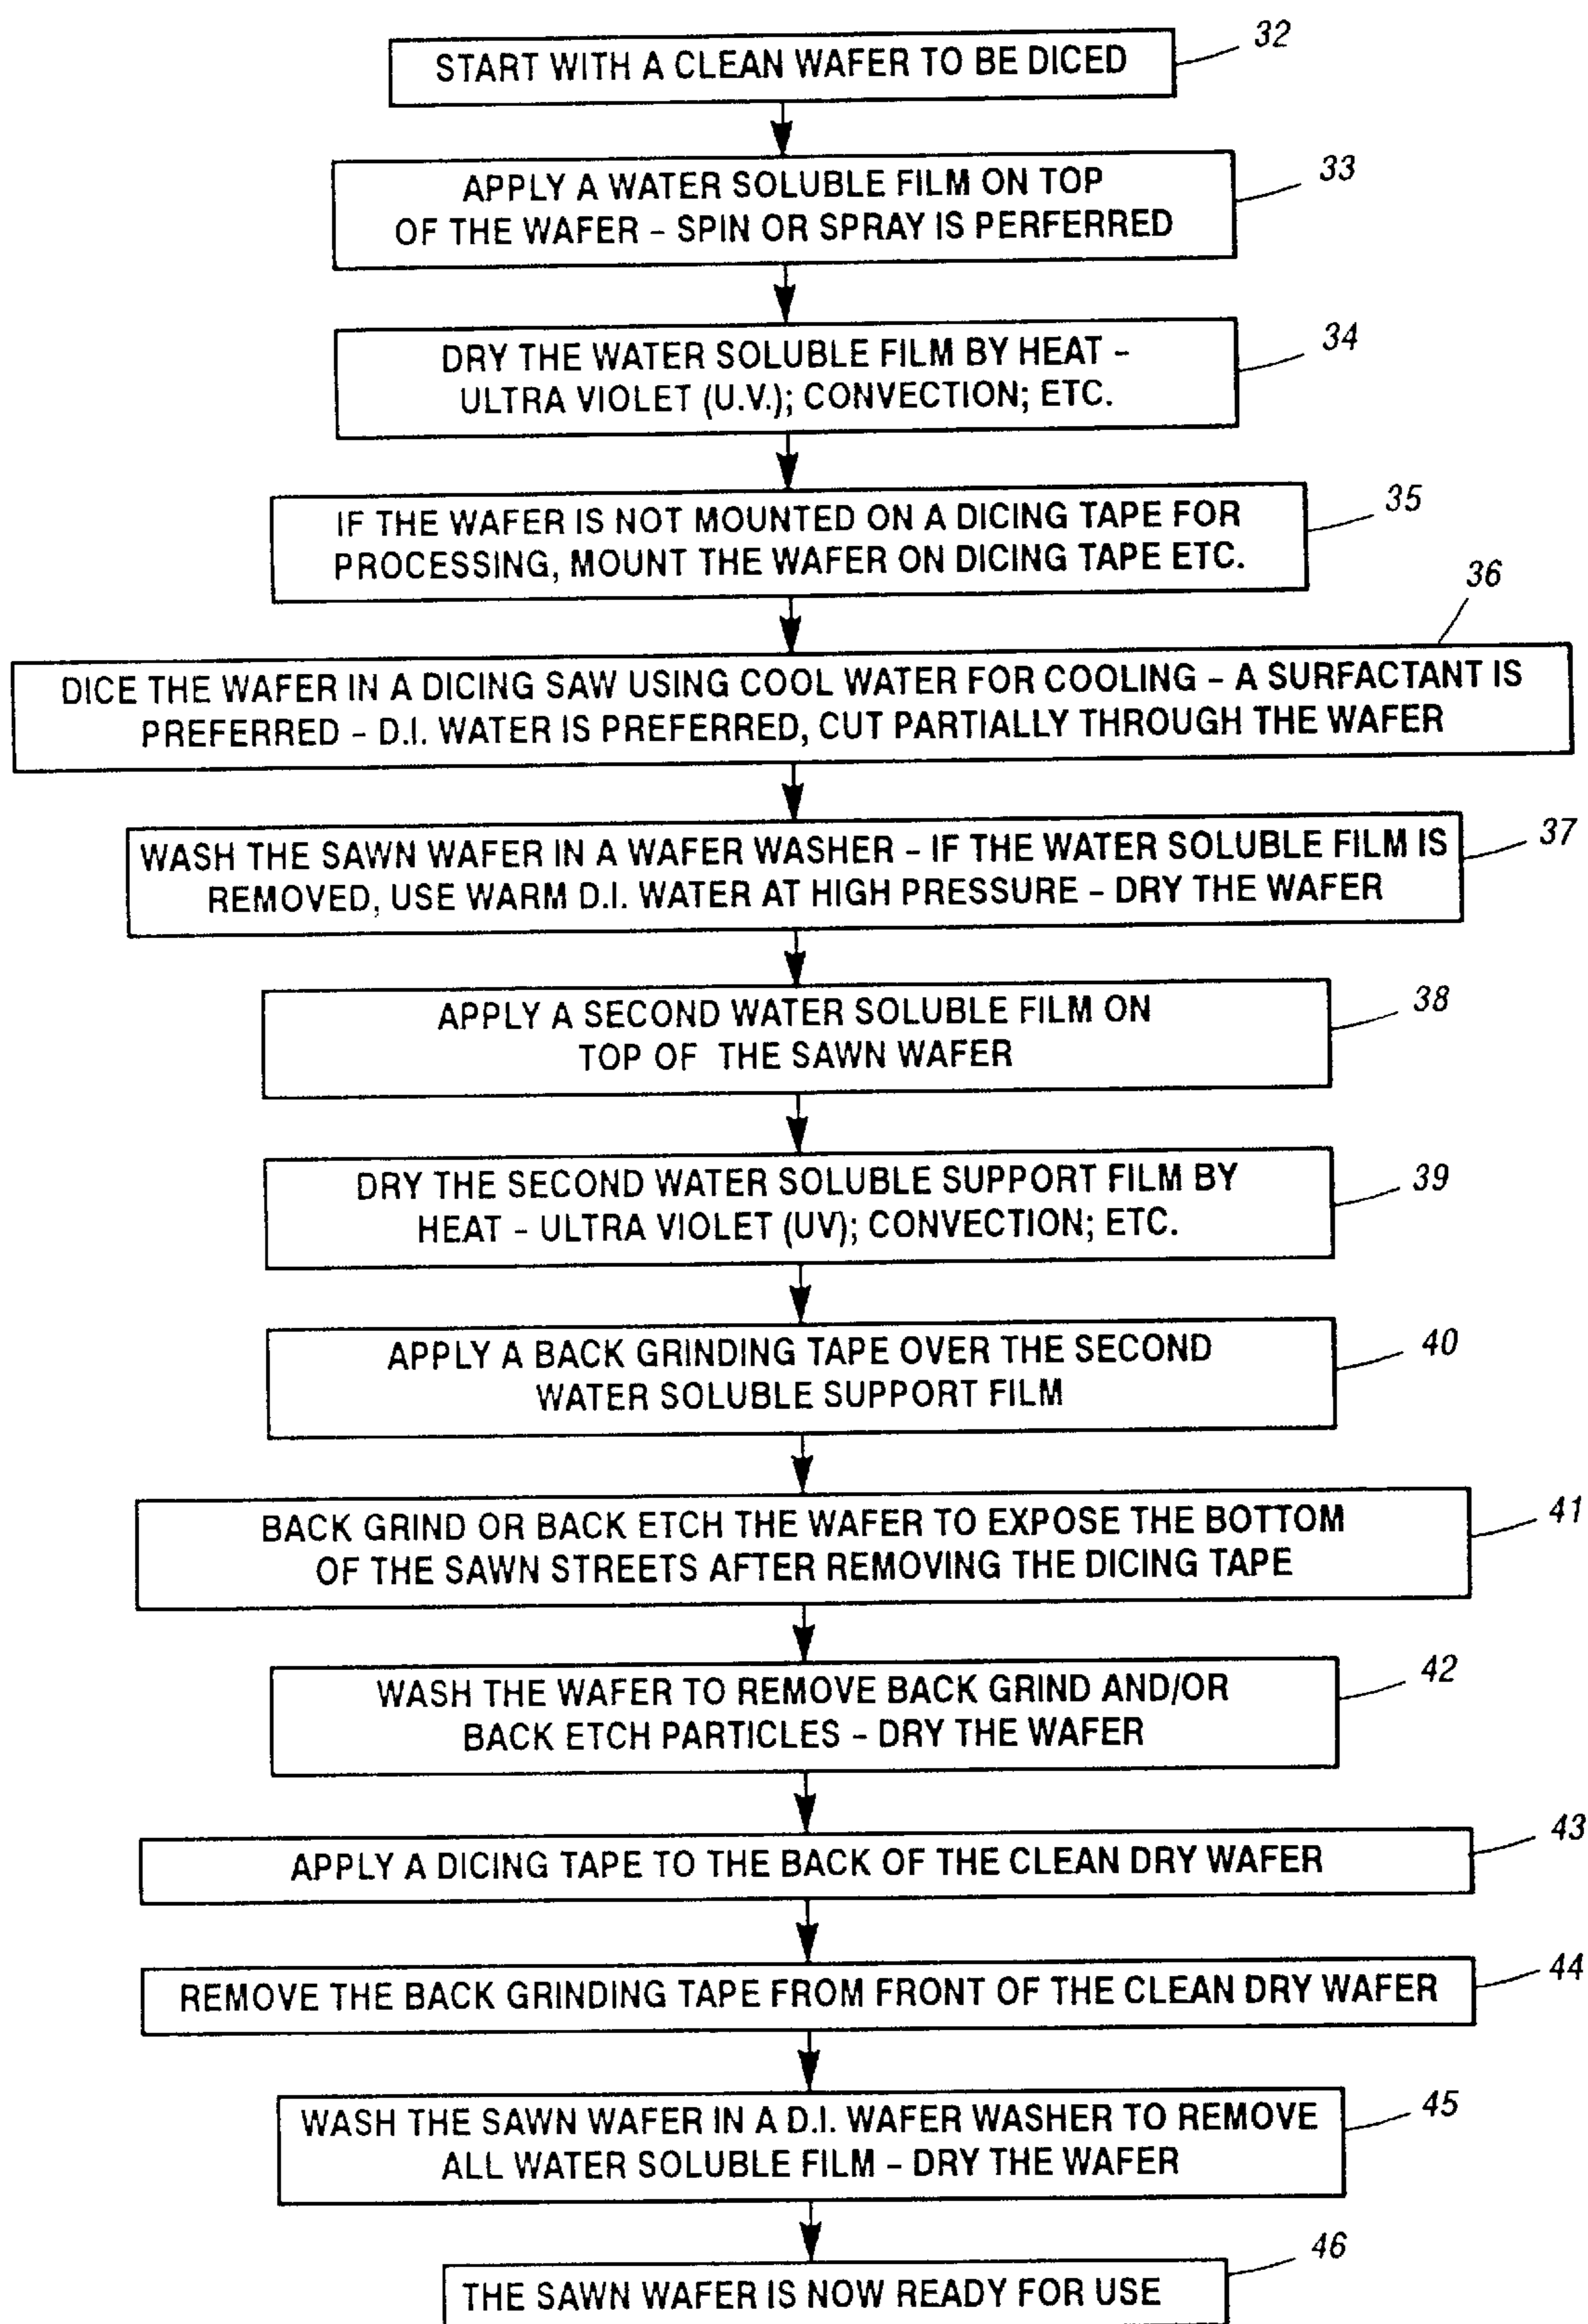 32
START WITH A CLEAN WAFER TO BE DICED
33
APPLY A WATER SOLUBLE FILM ON TOP
OF THE WAFER – SPIN OR SPRAY IS PERFERRED
34
DRY THE WATER SOLUBLE FILM BY HEAT –
ULTRA VIOLET (U.V.); CONVECTION; ETC.
35
IF THE WAFER IS NOT MOUNTED ON A DICING TAPE FOR
PROCESSING, MOUNT THE WAFER ON DICING TAPE ETC.
36
DICE THE WAFER IN A DICING SAW USING COOL WATER FOR COOLING – A SURFACTANT IS
PREFERRED – D.I. WATER IS PREFERRED, CUT PARTIALLY THROUGH THE WAFER
37
WASH THE SAWN WAFER IN A WAFER WASHER – IF THE WATER SOLUBLE FILM IS
REMOVED, USE WARM D.I. WATER AT HIGH PRESSURE – DRY THE WAFER
38
APPLY A SECOND WATER SOLUBLE FILM ON
TOP OF THE SAWN WAFER
39
DRY THE SECOND WATER SOLUBLE SUPPORT FILM BY
HEAT – ULTRA VIOLET (UV); CONVECTION; ETC.
40
APPLY A BACK GRINDING TAPE OVER THE SECOND
WATER SOLUBLE SUPPORT FILM
41
BACK GRIND OR BACK ETCH THE WAFER TO EXPOSE THE BOTTOM
OF THE SAWN STREETS AFTER REMOVING THE DICING TAPE
42
WASH THE WAFER TO REMOVE BACK GRIND AND/OR
BACK ETCH PARTICLES – DRY THE WAFER
43
APPLY A DICING TAPE TO THE BACK OF THE CLEAN DRY WAFER
44
REMOVE THE BACK GRINDING TAPE FROM FRONT OF THE CLEAN DRY WAFER
45
WASH THE SAWN WAFER IN A D.I. WAFER WASHER TO REMOVE
ALL WATER SOLUBLE FILM – DRY THE WAFER
46
THE SAWN WAFER IS NOW READY FOR USE